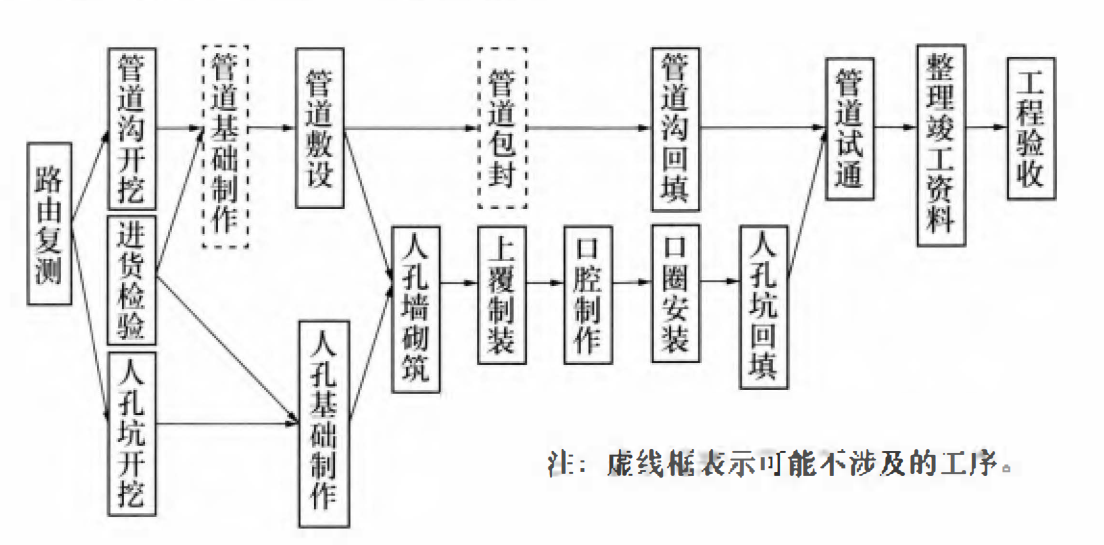 路由复测
管道沟开挖
进货检验
人孔坑开挖
管道基础制作
管道敷设
人孔基础制作
人孔墙砌筑
管道包封
上覆制装
口腔制作
管道沟回填
口圈安装
人孔坑回填
管道试通
整理竣工资料
工程验收
注：虚线框表示可能不涉及的工序。